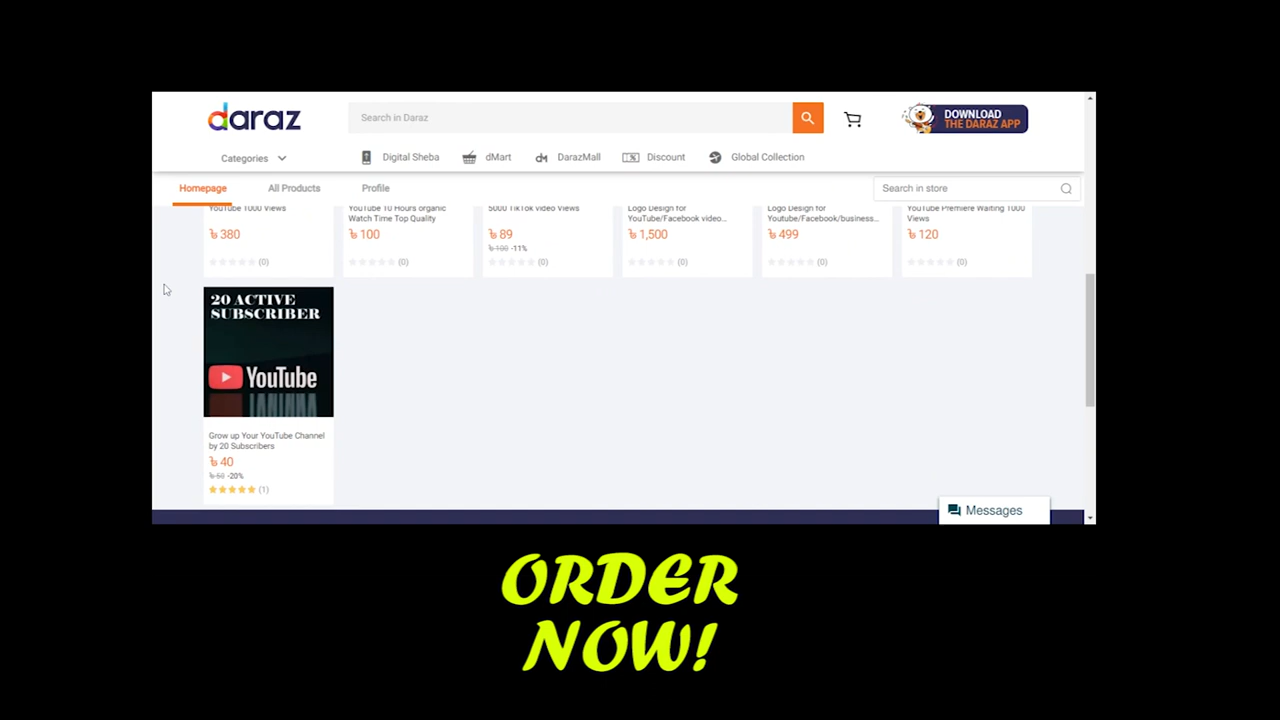 daraz
Search in Daraz
DOWNLOAD
THE DARAZ APP
Categories
Digital Sheba
dMart
DarazMall
Discount
Global Collection
Homepage
All Products
Profile
Search in store
YouTube 1000 Views
৳ 380
(0)
YouTube 10 Hours organic
Watch Time Top Quality
৳ 100
(0)
5000 TikTok video Views
৳ 89
৳ 100 -11%
(0)
Logo Design for
YouTube/Facebook video...
৳ 1,500
(0)
Logo Design for
Youtube/Facebook/business...
৳ 499
(0)
YouTube Premiere Waiting 1000
Views
৳ 120
(0)
20 ACTIVE
SUBSCRIBER
YouTube
Grow up Your YouTube Channel
by 20 Subscribers
৳ 40
৳ 50 -20%
(1)
Messages
ORDER
NOW!